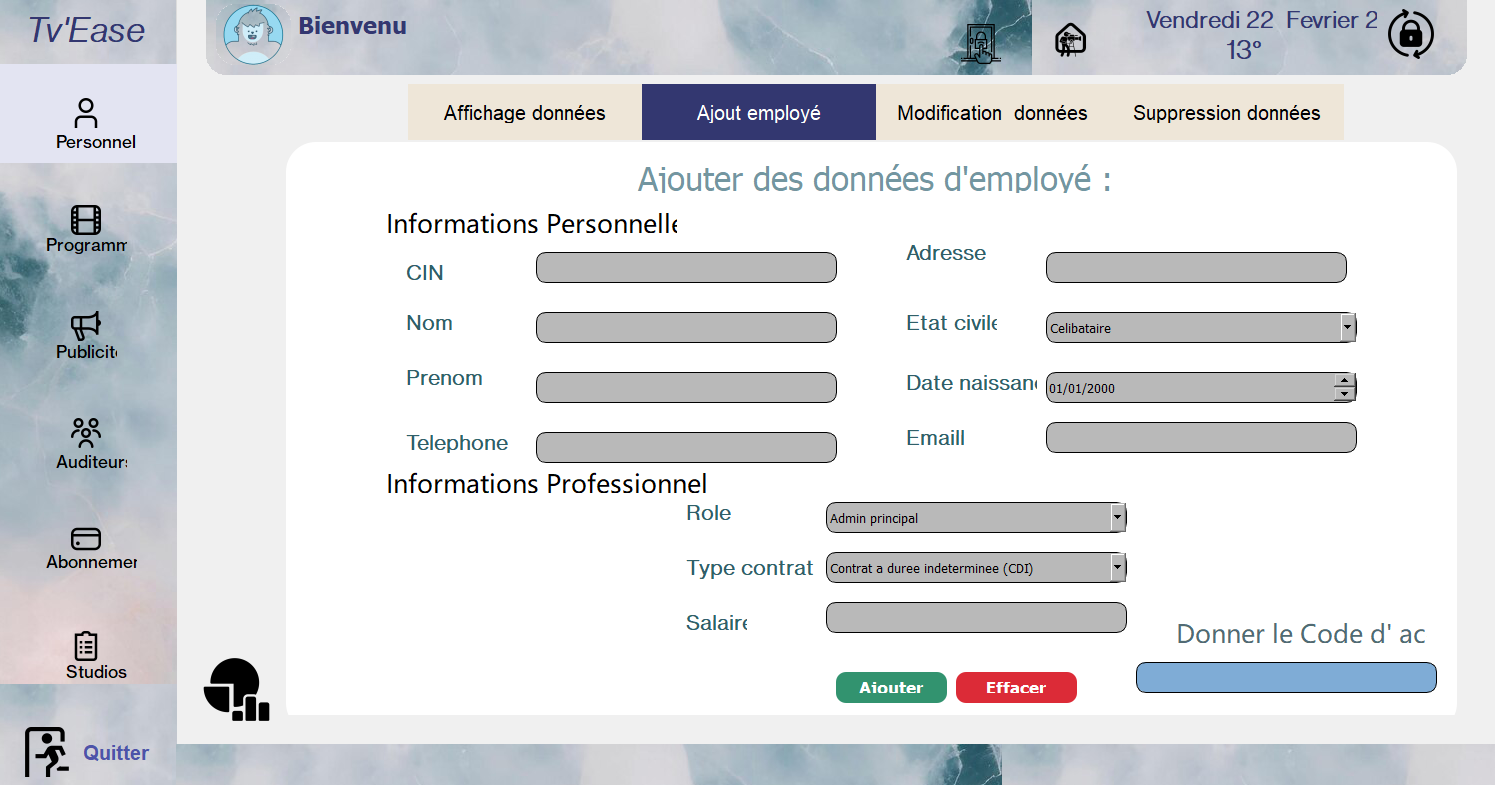 Tv'Ease
Bienvenu
Vendredi 22 Fevrier 2
13°
Personnel
Programm
Publicit
Auditeur
Abonnemen
Studios
Quitter
Affichage données
Ajout employé
Modification données
Suppression données
Ajouter des données d'employé :
Informations Personnelle
CIN
Nom
Prenom
Telephone
Adresse
Etat civile
Celibataire
Date naissan
01/01/2000
Emaill
Informations Professionnel
Role
Admin principal
Type contrat
Contrat a duree indeterminee (CDI)
Salaire
Ajouter
Effacer
Donner le Code d' ac